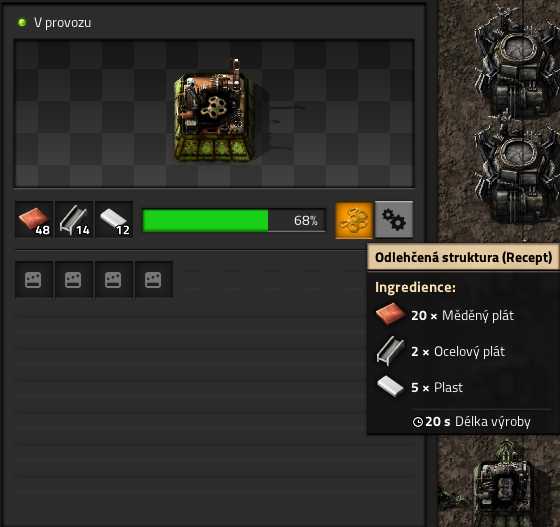 V provozu
48
14
12
68%
Odlehčená struktura (Recept)
Ingredience:
20 × Měděný plát
2 × Ocelový plát
5 × Plast
20 s Délka výroby